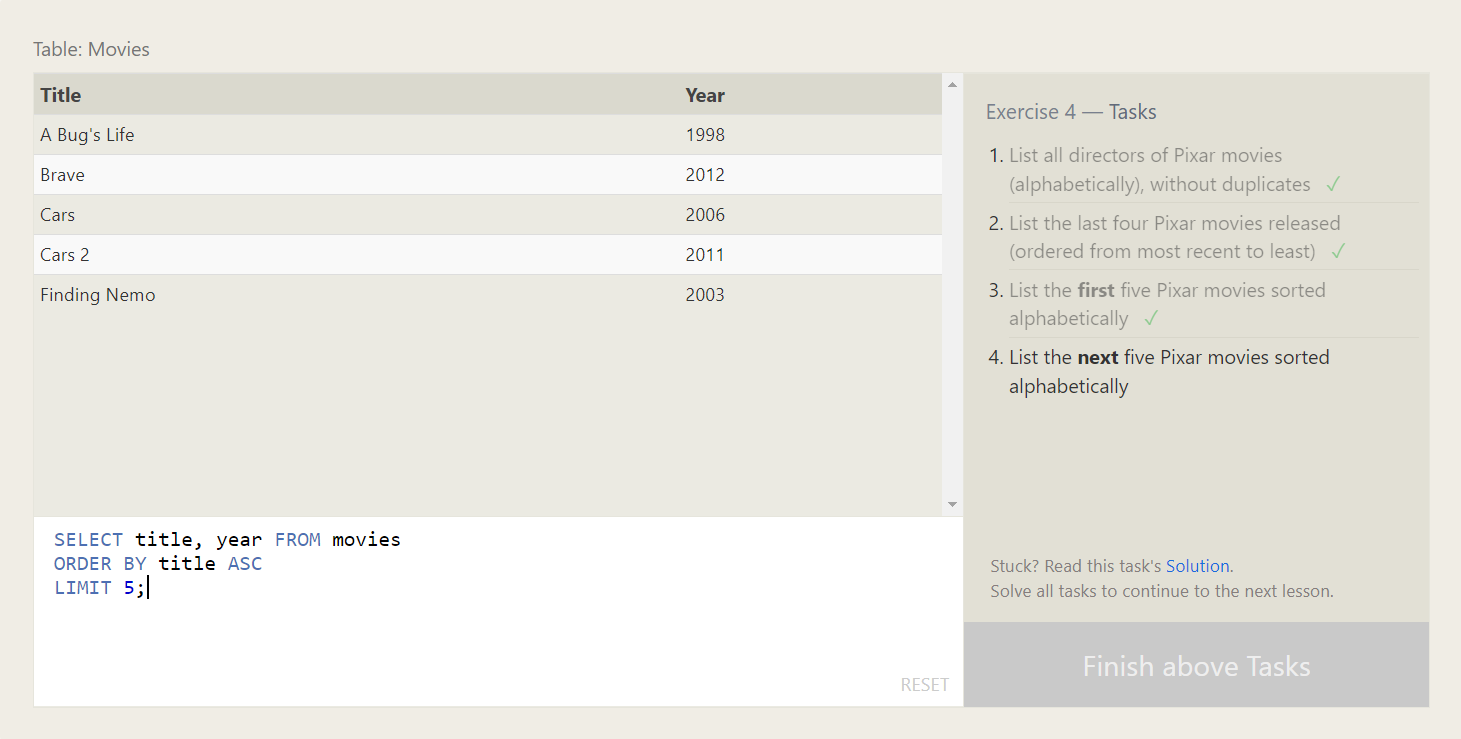 Table: Movies
Title Year
A Bug's Life 1998
Brave 2012
Cars 2006
Cars 2 2011
Finding Nemo 2003
SELECT title, year FROM movies
ORDER BY title ASC
LIMIT 5;
RESET
Exercise 4 — Tasks
1. List all directors of Pixar movies
(alphabetically), without duplicates ✓
2. List the last four Pixar movies released
(ordered from most recent to least) ✓
3. List the first five Pixar movies sorted
alphabetically ✓
4. List the next five Pixar movies sorted
alphabetically
Stuck? Read this task's Solution.
Solve all tasks to continue to the next lesson.
Finish above Tasks